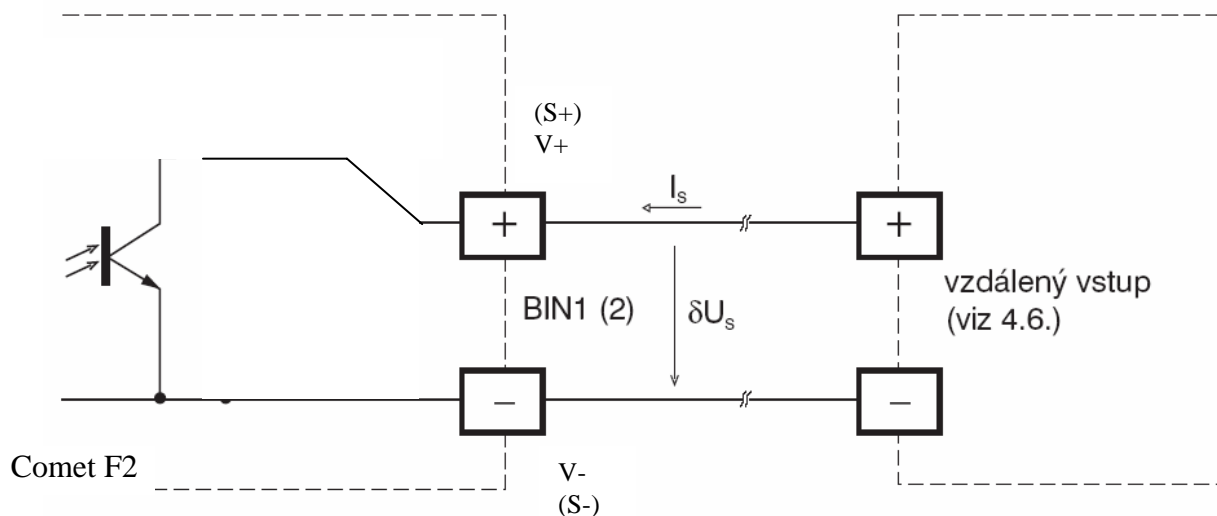 (S+)
V+
I_s
+
+
BIN1 (2)
δU_s
vzdálený vstup
(viz 4.6.)
−
−
Comet F2
V-
(S-)